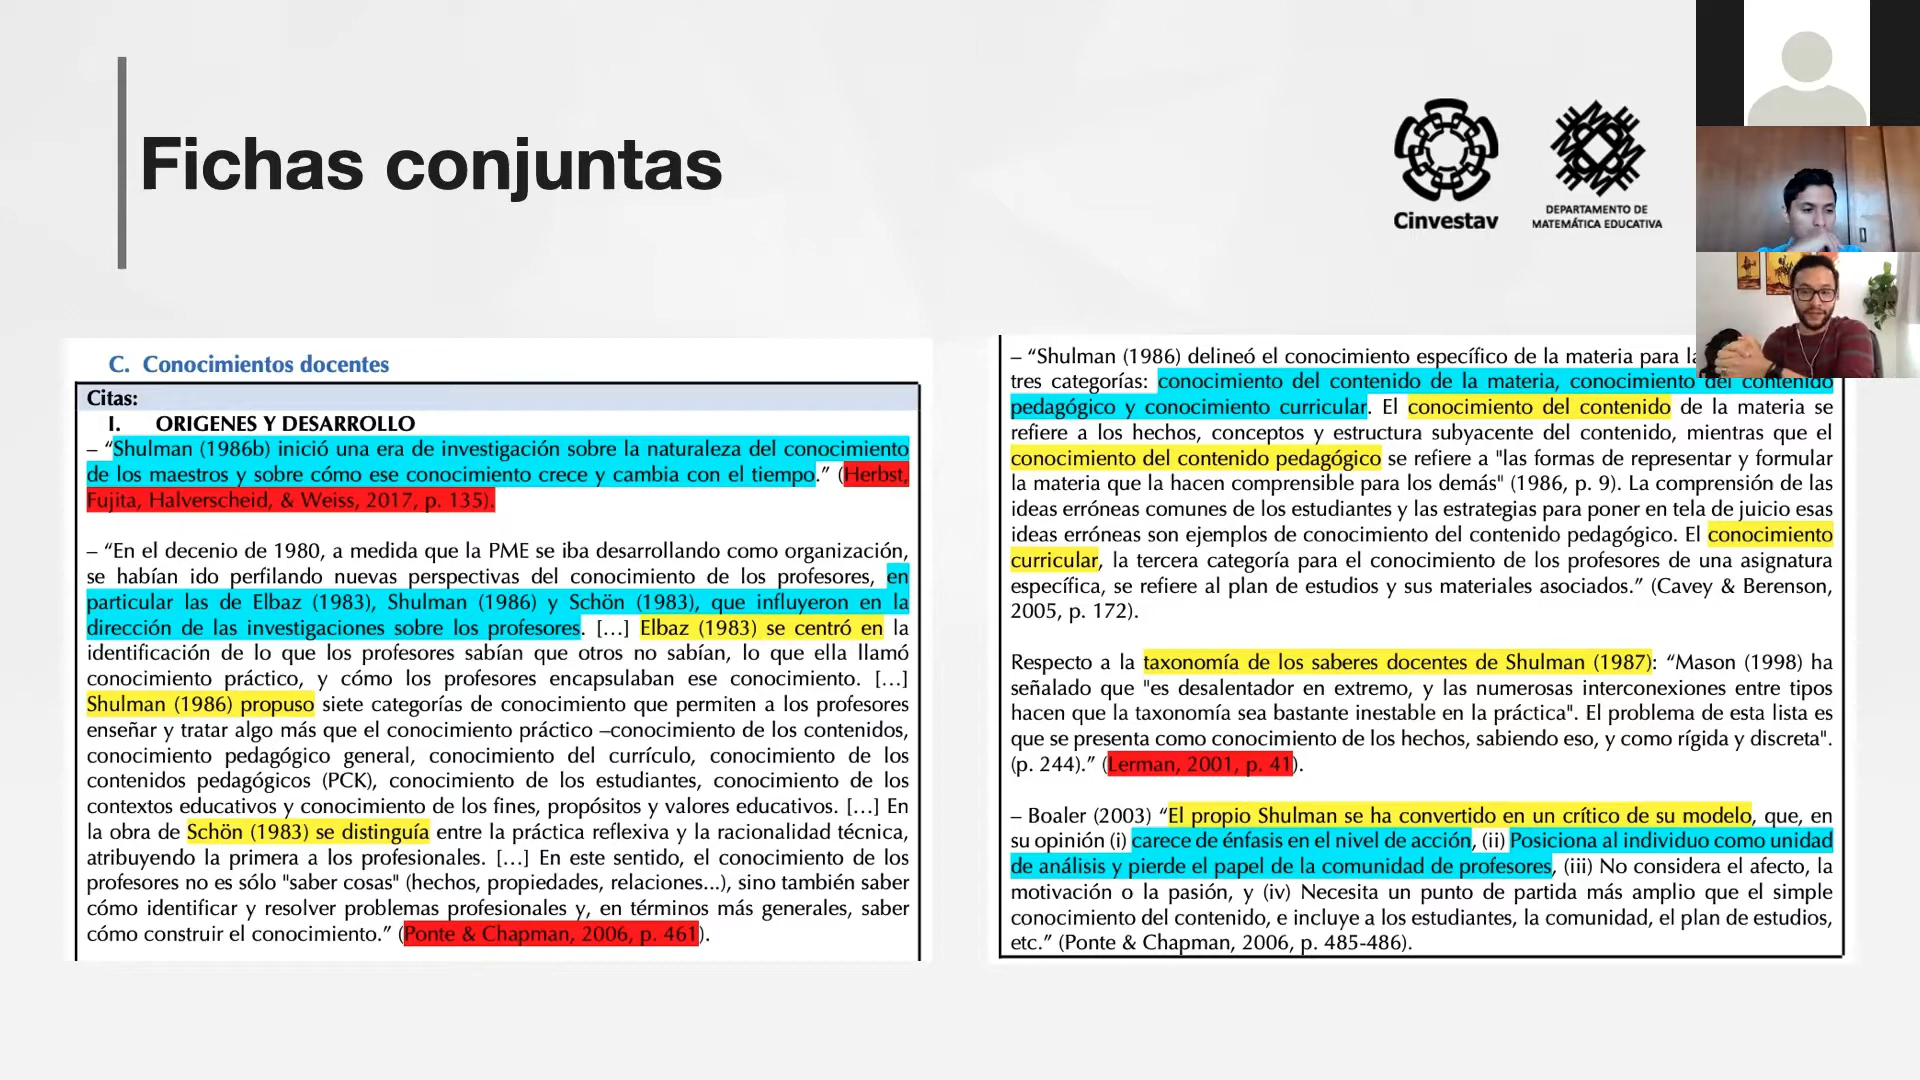 Fichas conjuntas
Cinvestav
DEPARTAMENTO DE
MATEMÁTICA EDUCATIVA
C. Conocimientos docentes
Citas:
I. ORIGENES Y DESARROLLO
– “Shulman (1986b) inició una era de investigación sobre la naturaleza del conocimiento
de los maestros y sobre cómo ese conocimiento crece y cambia con el tiempo.” (Herbst,
Fujita, Halverscheid, & Weiss, 2017, p. 135).
– “En el decenio de 1980, a medida que la PME se iba desarrollando como organización,
se habían ido perfilando nuevas perspectivas del conocimiento de los profesores, en
particular las de Elbaz (1983), Shulman (1986) y Schön (1983), que influyeron en la
dirección de las investigaciones sobre los profesores. […] Elbaz (1983) se centró en la
identificación de lo que los profesores sabían que otros no sabían, lo que ella llamó
conocimiento práctico, y cómo los profesores encapsulaban ese conocimiento. […]
Shulman (1986) propuso siete categorías de conocimiento que permiten a los profesores
enseñar y tratar algo más que el conocimiento práctico –conocimiento de los contenidos,
conocimiento pedagógico general, conocimiento del currículo, conocimiento de los
contenidos pedagógicos (PCK), conocimiento de los estudiantes, conocimiento de los
contextos educativos y conocimiento de los fines, propósitos y valores educativos. […] En
la obra de Schön (1983) se distinguía entre la práctica reflexiva y la racionalidad técnica,
atribuyendo la primera a los profesionales. […] En este sentido, el conocimiento de los
profesores no es sólo "saber cosas" (hechos, propiedades, relaciones...), sino también saber
cómo identificar y resolver problemas profesionales y, en términos más generales, saber
cómo construir el conocimiento.” (Ponte & Chapman, 2006, p. 461).
– “Shulman (1986) delineó el conocimiento específico de la materia para
tres categorías: conocimiento del contenido de la materia, conocimiento del contenido
pedagógico y conocimiento curricular. El conocimiento del contenido de la materia se
refiere a los hechos, conceptos y estructura subyacente del contenido, mientras que el
conocimiento del contenido pedagógico se refiere a "las formas de representar y formular
la materia que la hacen comprensible para los demás" (1986, p. 9). La comprensión de las
ideas erróneas comunes de los estudiantes y las estrategias para poner en tela de juicio esas
ideas erróneas son ejemplos de conocimiento del contenido pedagógico. El conocimiento
curricular, la tercera categoría para el conocimiento de los profesores de una asignatura
específica, se refiere al plan de estudios y sus materiales asociados.” (Cavey & Berenson,
2005, p. 172).
Respecto a la taxonomía de los saberes docentes de Shulman (1987): “Mason (1998) ha
señalado que "es desalentador en extremo, y las numerosas interconexiones entre tipos
hacen que la taxonomía sea bastante inestable en la práctica". El problema de esta lista es
que se presenta como conocimiento de los hechos, sabiendo eso, y como rígida y discreta".
(p. 244).” (Lerman, 2001, p. 41).
– Boaler (2003) “El propio Shulman se ha convertido en un crítico de su modelo, que, en
su opinión (i) carece de énfasis en el nivel de acción, (ii) Posiciona al individuo como unidad
de análisis y pierde el papel de la comunidad de profesores, (iii) No considera el afecto, la
motivación o la pasión, y (iv) Necesita un punto de partida más amplio que el simple
conocimiento del contenido, e incluye a los estudiantes, la comunidad, el plan de estudios,
etc.” (Ponte & Chapman, 2006, p. 485-486).